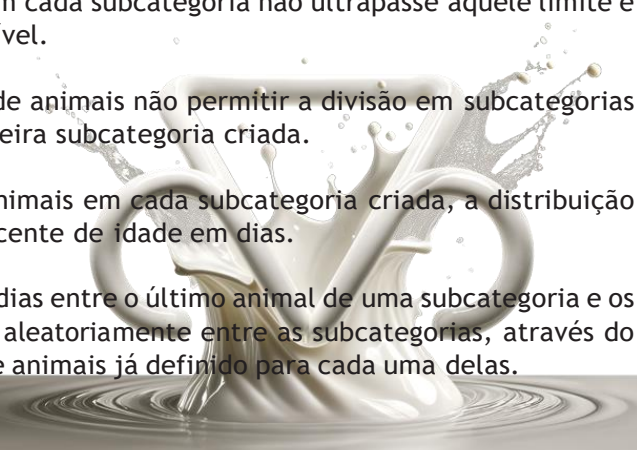 m cada subcategoria não ultrapasse aquele limite e
ível.
de animais não permitir a divisão em subcategorias
eira subcategoria criada.
nimais em cada subcategoria criada, a distribuição
cente de idade em dias.
dias entre o último animal de uma subcategoria e os
aleatoriamente entre as subcategorias, através do
e animais já definido para cada uma delas.